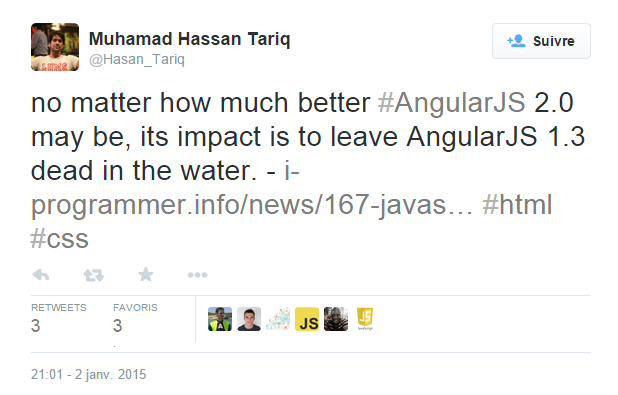 Muhamad Hassan Tariq
@Hasan_Tariq
Suivre
no matter how much better #AngularJS 2.0
may be, its impact is to leave AngularJS 1.3
dead in the water. - i-
programmer.info/news/167-javas… #html
#css
RETWEETS
FAVORIS
3
3
JS
21:01 - 2 janv. 2015